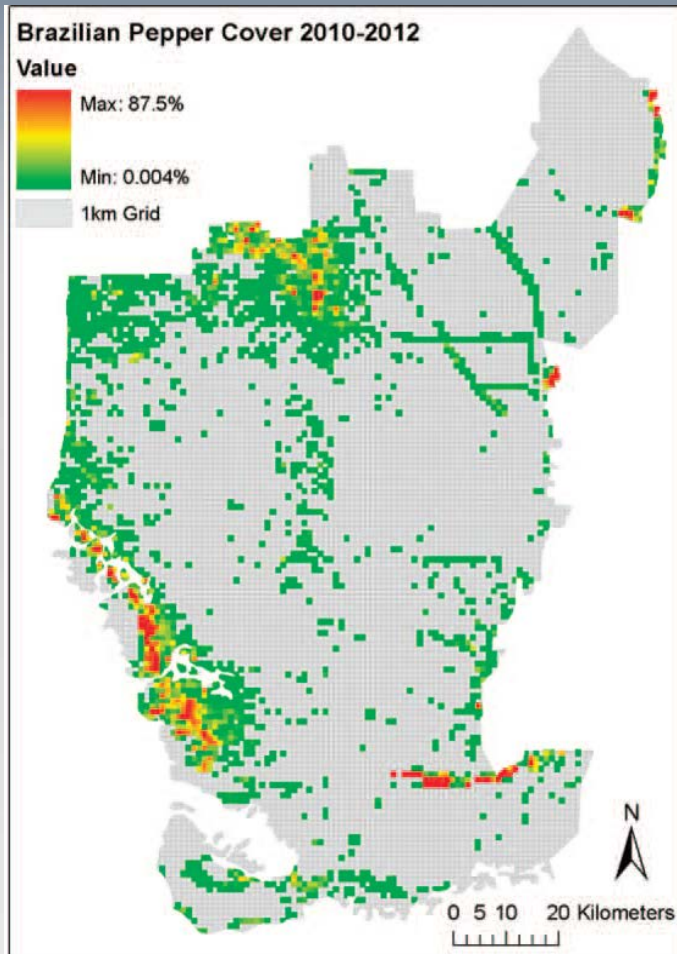 Brazilian Pepper Cover 2010-2012
Value
Max: 87.5%
Min: 0.004%
1km Grid
N
0 5 10 20 Kilometers